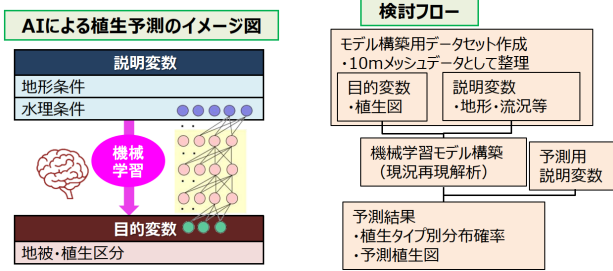 AIによる植生予測のイメージ図
説明変数
地形条件
水理条件
機械
学習
目的変数
地被・植生区分
検討フロー
モデル構築用データセット作成
・10mメッシュデータとして整理
目的変数
・植生図
説明変数
・地形・流況等
機械学習モデル構築
(現況再現解析)
予測用
説明変数
予測結果
・植生タイプ別分布確率
・予測植生図